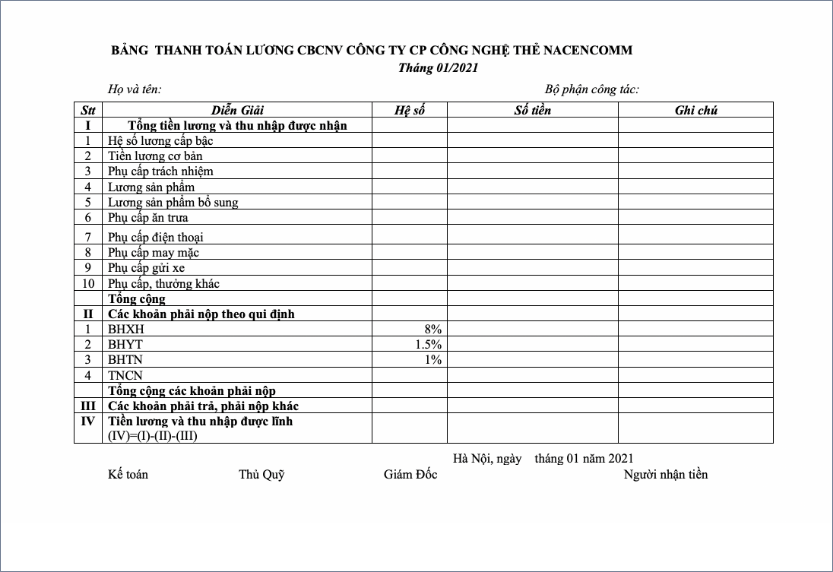 BẢNG THANH TOÁN LƯƠNG CBCNV CÔNG TY CP CÔNG NGHỆ THẺ NACENCOMM
Tháng 01/2021
Họ và tên: Bộ phận công tác:
Stt Diễn Giải Hệ số Số tiền Ghi chú
I Tổng tiền lương và thu nhập được nhận
1 Hệ số lương cấp bậc
2 Tiền lương cơ bản
3 Phụ cấp trách nhiệm
4 Lương sản phẩm
5 Lương sản phẩm bổ sung
6 Phụ cấp ăn trưa
7 Phụ cấp điện thoại
8 Phụ cấp may mặc
9 Phụ cấp gửi xe
10 Phụ cấp, thưởng khác
Tổng cộng
II Các khoản phải nộp theo qui định
1 BHXH 8%
2 BHYT 1.5%
3 BHTN 1%
4 TNCN
Tổng cộng các khoản phải nộp
III Các khoản phải trả, phải nộp khác
IV Tiền lương và thu nhập được lĩnh
(IV)=(I)-(II)-(III)
Hà Nội, ngày tháng 01 năm 2021
Kế toán Thủ Quỹ Giám Đốc Người nhận tiền